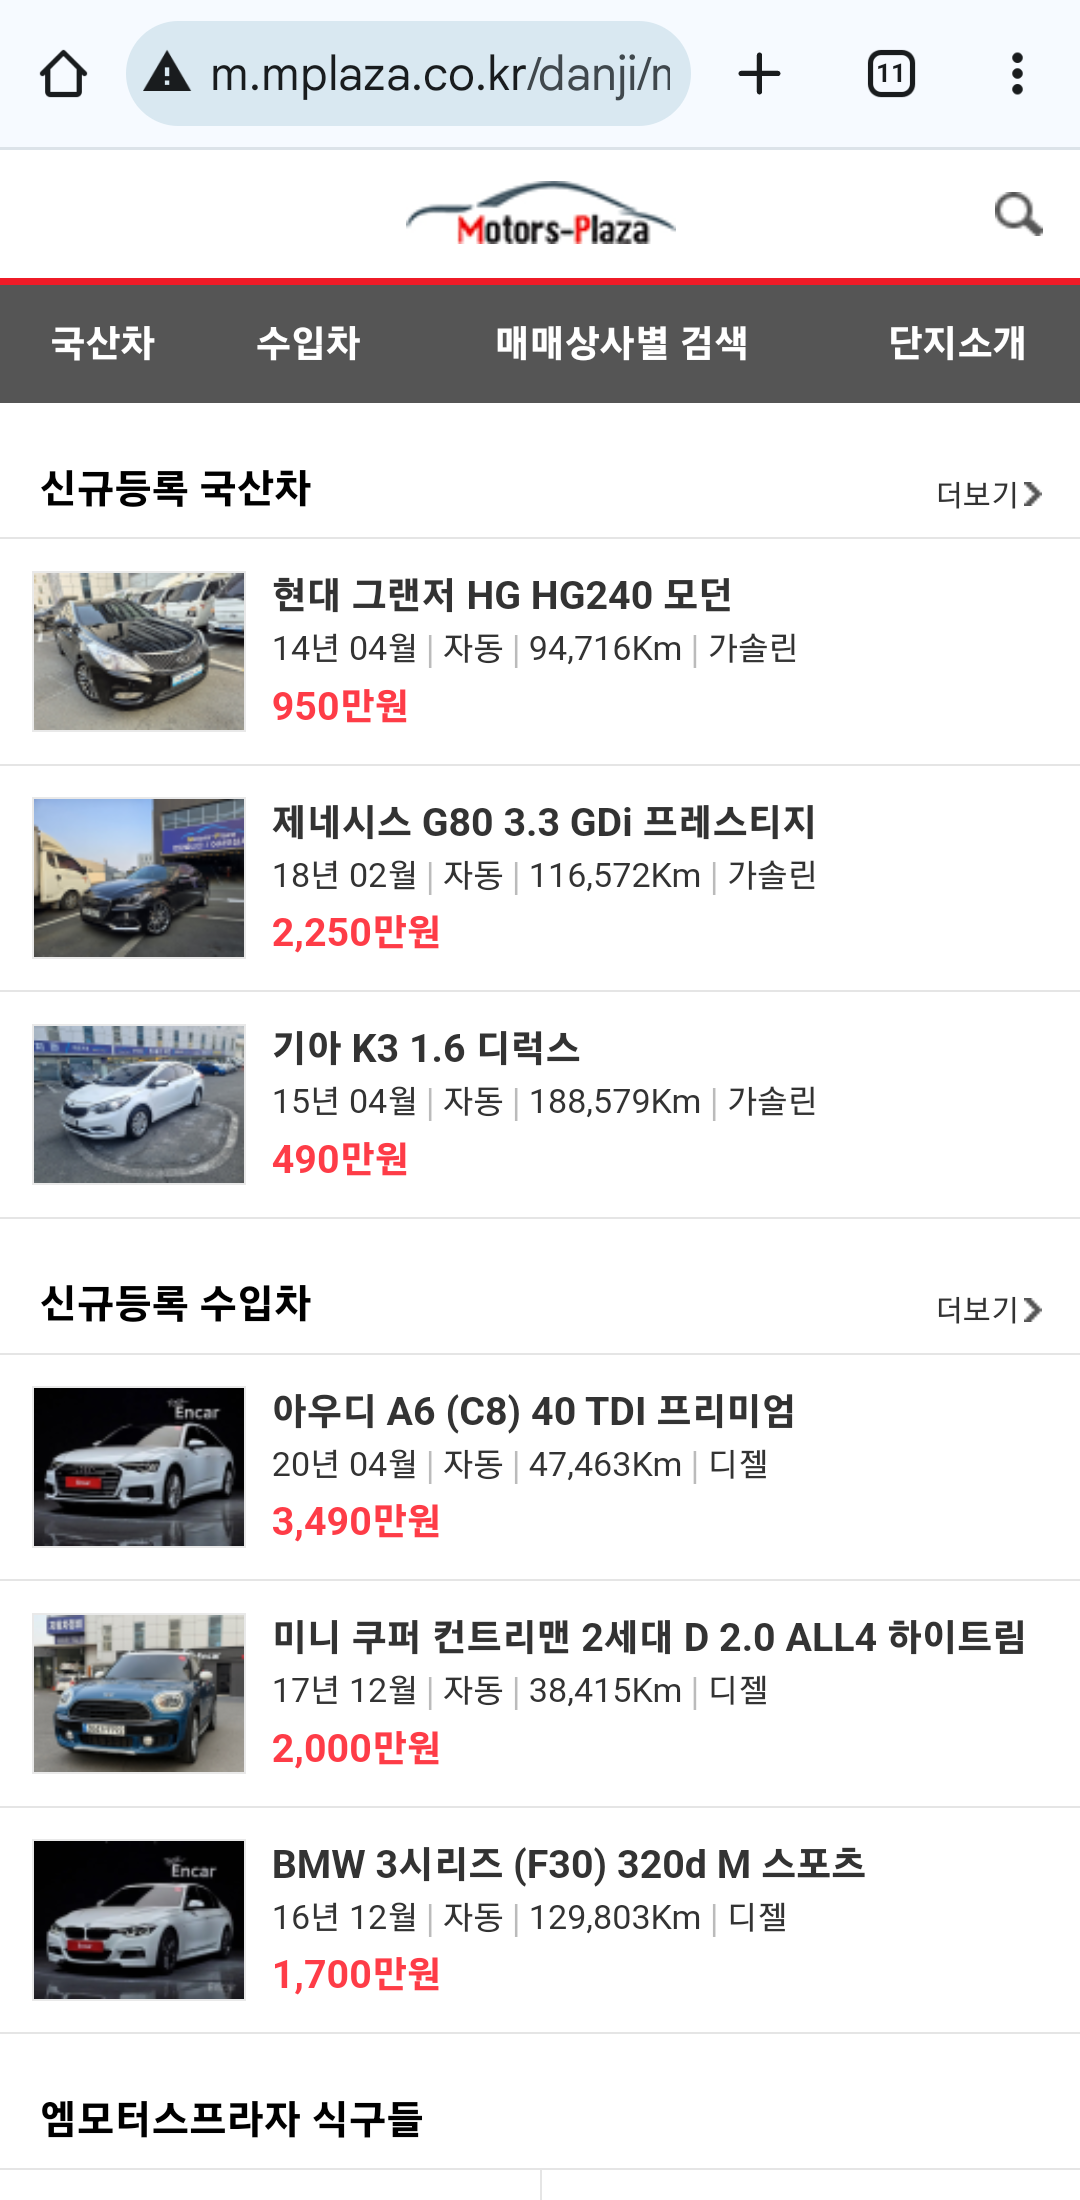 m.mplaza.co.kr/danji/n
11
Motors-Plaza
국산차 수입차 매매상사별 검색 단지소개
신규등록 국산차 더보기
현대 그랜저 HG HG240 모던
14년 04월 | 자동 | 94,716Km | 가솔린
950만원
제네시스 G80 3.3 GDi 프레스티지
18년 02월 | 자동 | 116,572Km | 가솔린
2,250만원
기아 K3 1.6 디럭스
15년 04월 | 자동 | 188,579Km | 가솔린
490만원
신규등록 수입차 더보기
Encar
아우디 A6 (C8) 40 TDI 프리미엄
20년 04월 | 자동 | 47,463Km | 디젤
3,490만원
미니 쿠퍼 컨트리맨 2세대 D 2.0 ALL4 하이트림
17년 12월 | 자동 | 38,415Km | 디젤
2,000만원
Encar
BMW 3시리즈 (F30) 320d M 스포츠
16년 12월 | 자동 | 129,803Km | 디젤
1,700만원
엠모터스프라자 식구들